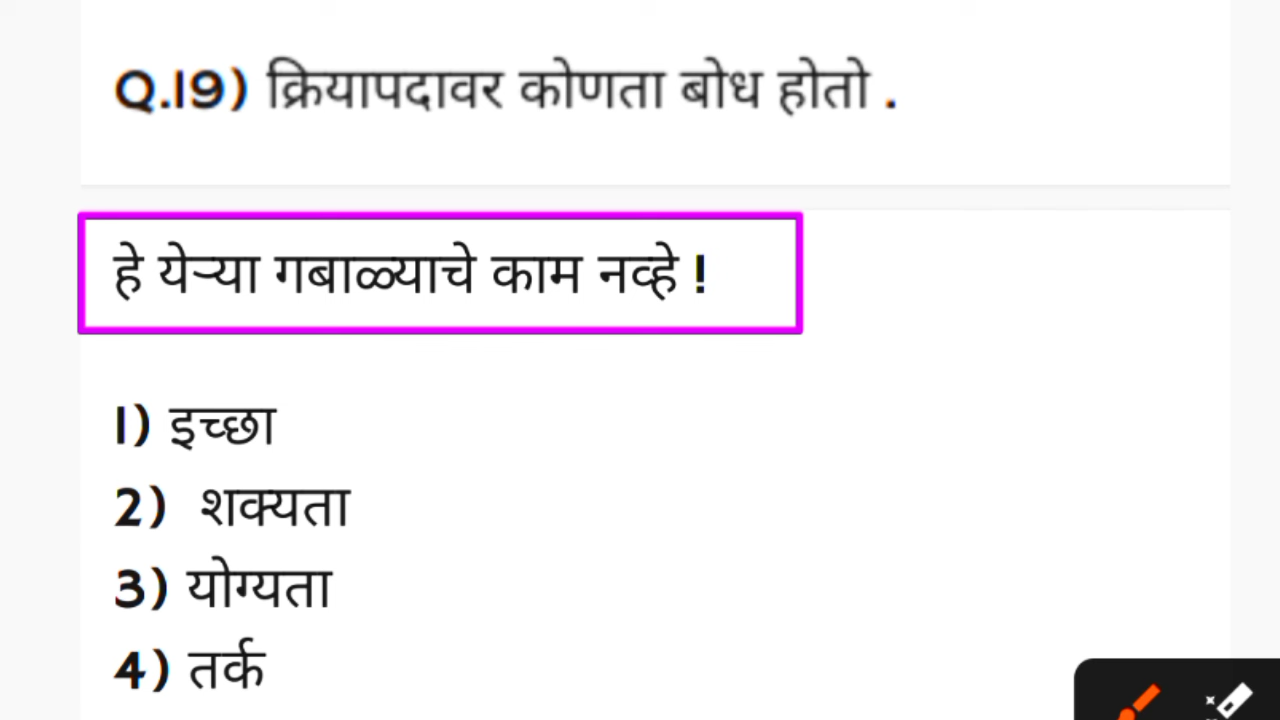 Q.19) क्रियापदावर कोणता बोध होतो .
हे येऱ्या गबाळ्याचे काम नव्हे !
1) इच्छा
2) शक्यता
3) योग्यता
4) तर्क